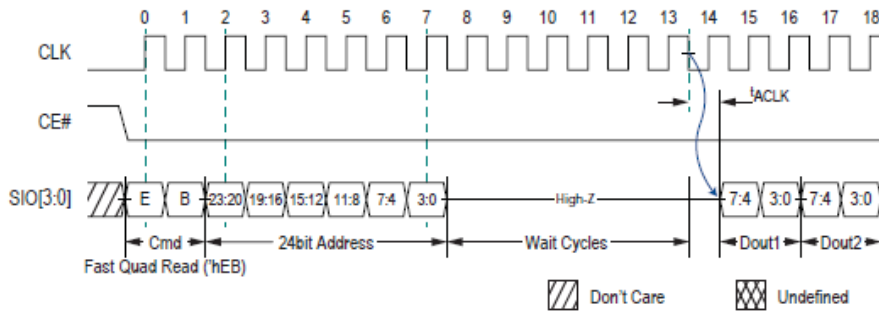 0 1 2 3 4 5 6 7 8 9 10 11 12 13 14 15 16 17 18
CLK
tACLK
CE#
SIO[3:0] E B 23:20 19:16 15:12 11:8 7:4 3:0 High-Z 7:4 3:0 7:4 3:0
Cmd 24bit Address Wait Cycles Dout1 Dout2
Fast Quad Read ('hEB)
Don't Care Undefined